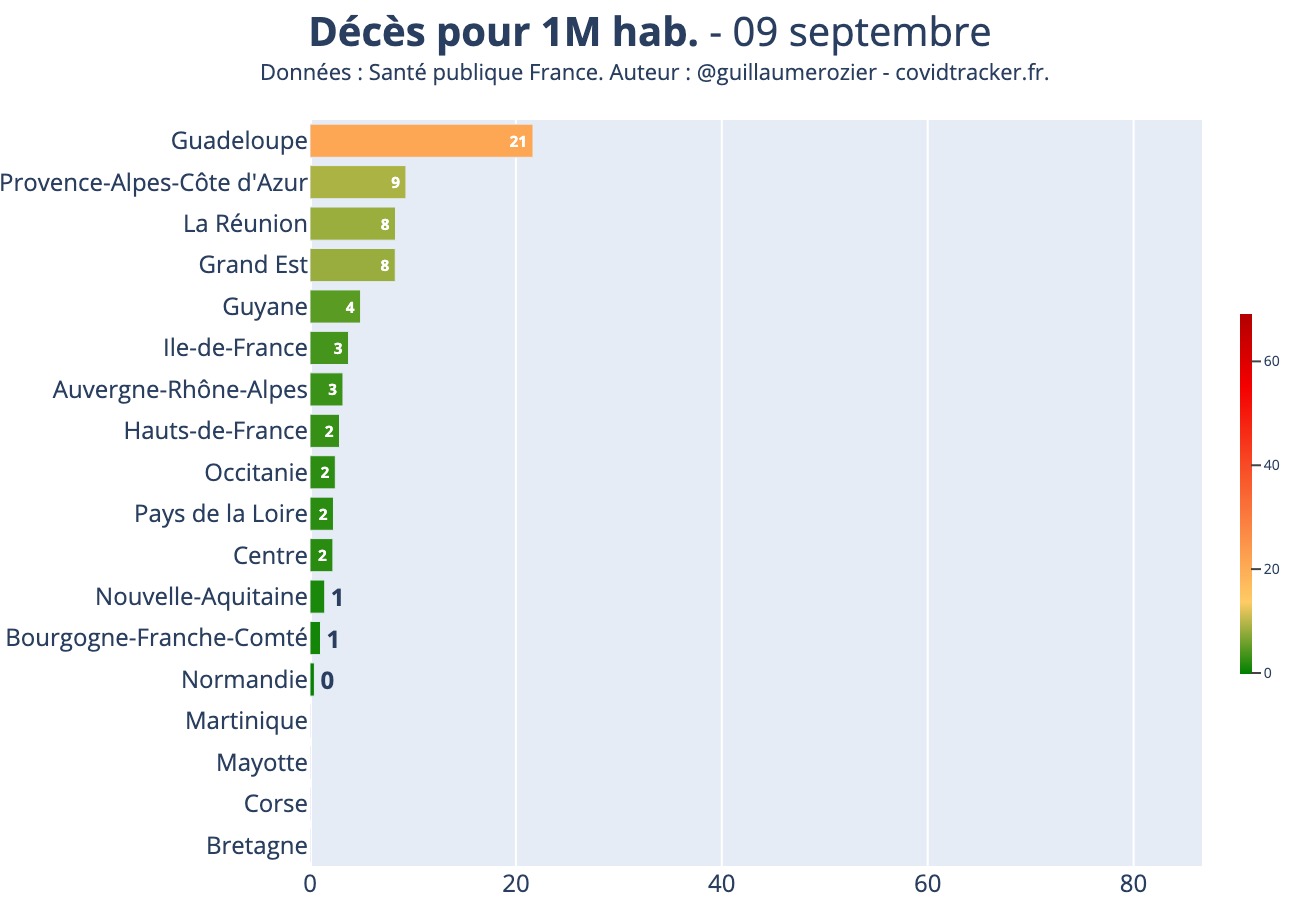 Décès pour 1M hab. - 09 septembre
Données : Santé publique France. Auteur : @guillaumerozier - covidtracker.fr.
Guadeloupe 21
Provence-Alpes-Côte d'Azur 9
La Réunion 8
Grand Est 8
Guyane 4
Ile-de-France 3
Auvergne-Rhône-Alpes 3
Hauts-de-France 2
Occitanie 2
Pays de la Loire 2
Centre 2
Nouvelle-Aquitaine 1
Bourgogne-Franche-Comté 1
Normandie 0
Martinique
Mayotte
Corse
Bretagne
0 20 40 60 80
60
40
20
0